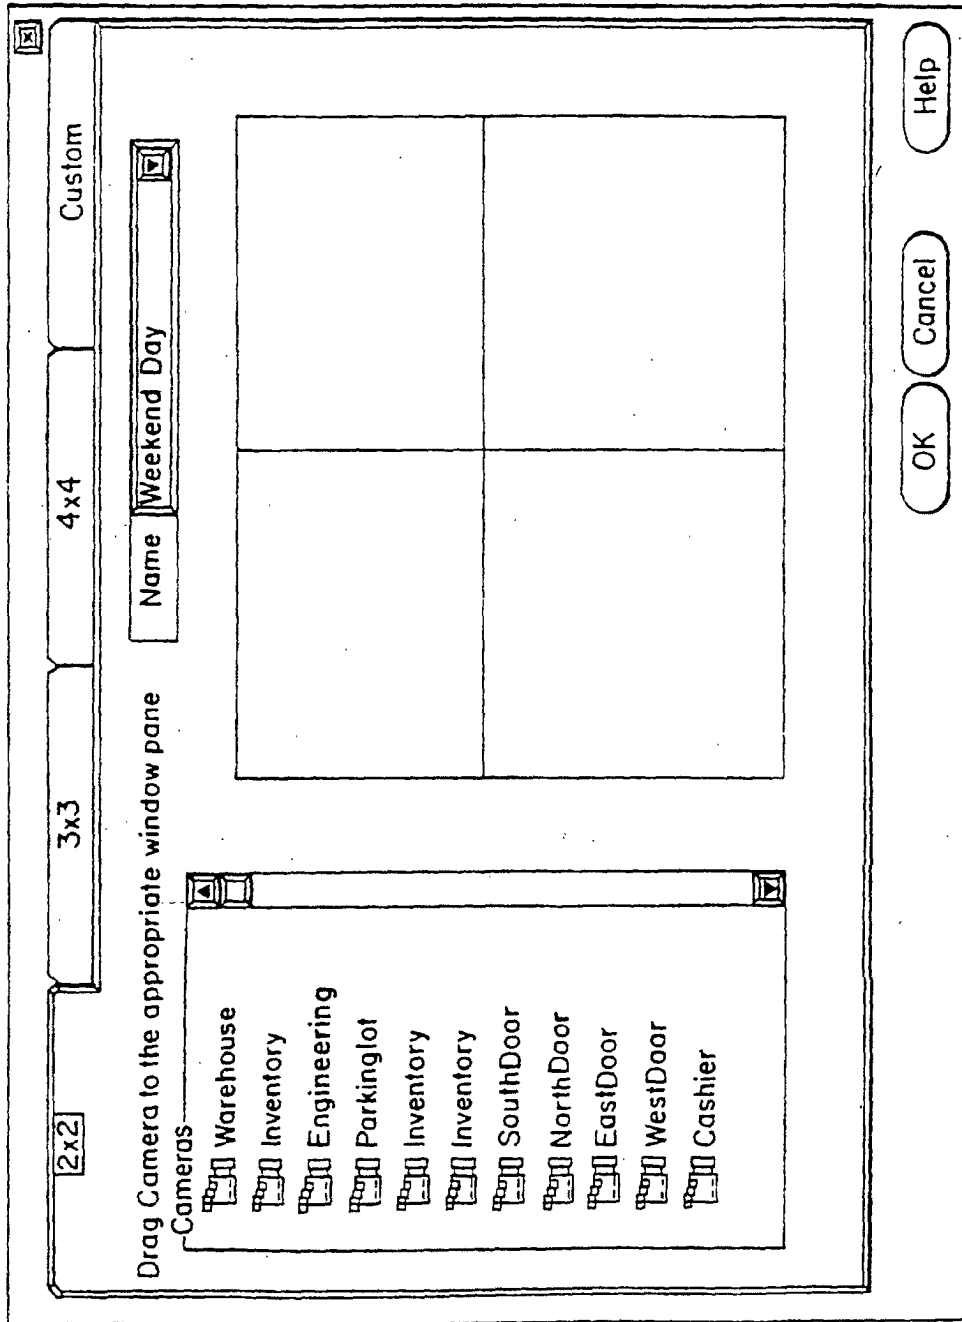 2x2 3x3 4x4 Custom
Drag Camera to the appropriate window pane
Name Weekend Day
Cameras
Warehouse
Inventory
Engineering
Parkinglot
Inventory
Inventory
SouthDoor
NorthDoor
EastDoor
WestDoor
Cashier
OK Cancel Help